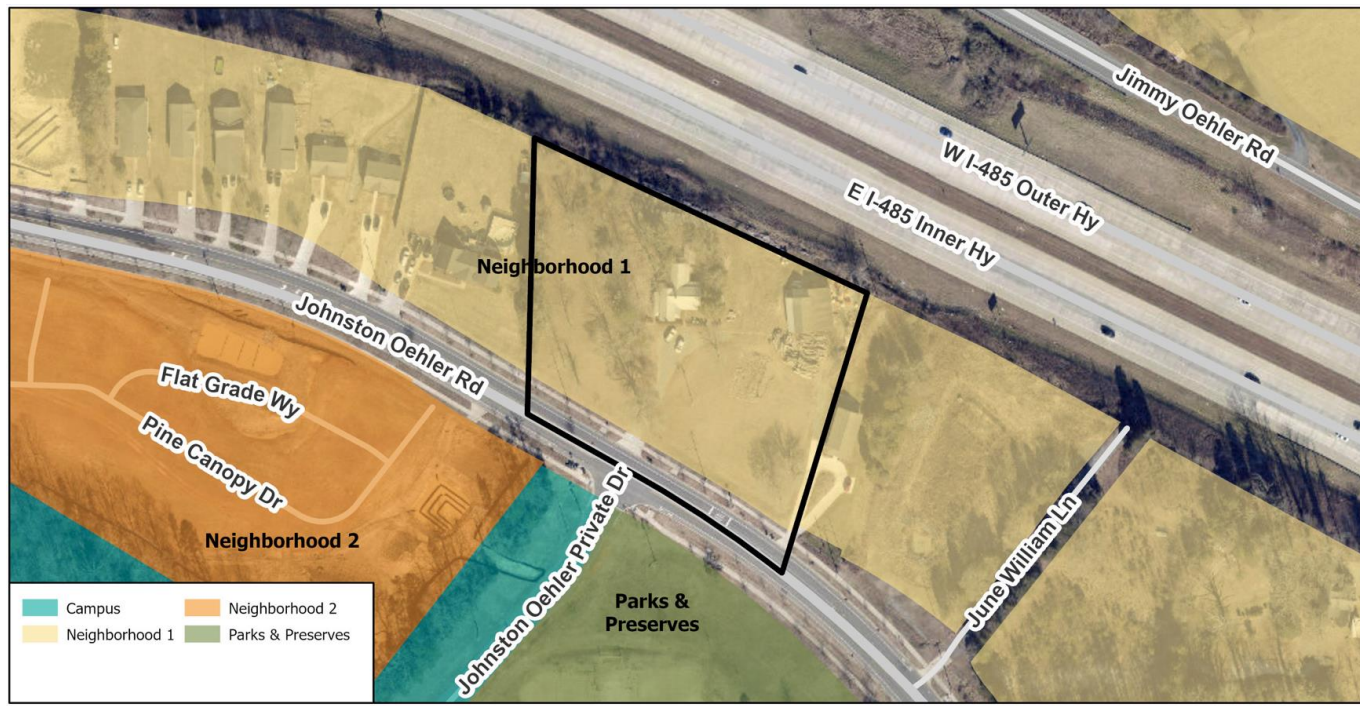 Jimmy Oehler Rd
W I-485 Outer Hy
E I-485 Inner Hy
Neighborhood 1
Johnston Oehler Rd
Flat Grade Wy
Pine Canopy Dr
Neighborhood 2
Johnston Oehler Private Dr
June William Ln
Parks &
Preserves
Campus
Neighborhood 2
Neighborhood 1
Parks & Preserves